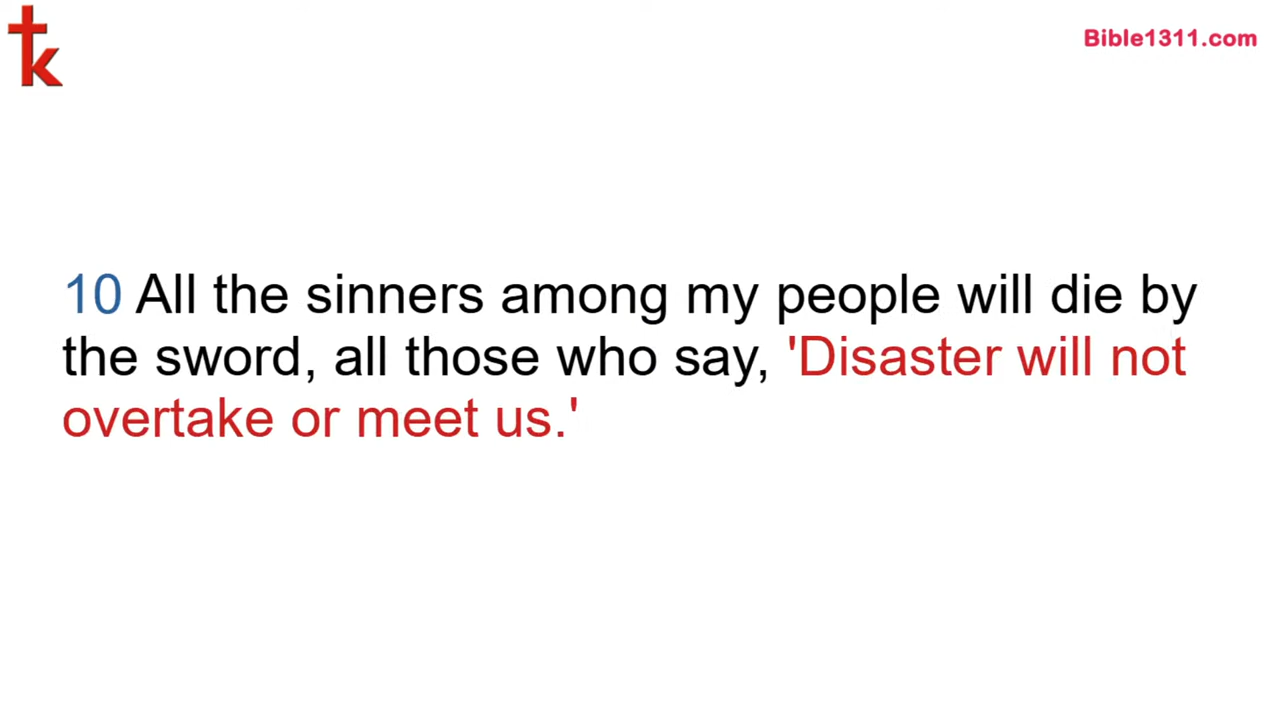 Bible1311.com
10 All the sinners among my people will die by
the sword, all those who say, 'Disaster will not
overtake or meet us.'